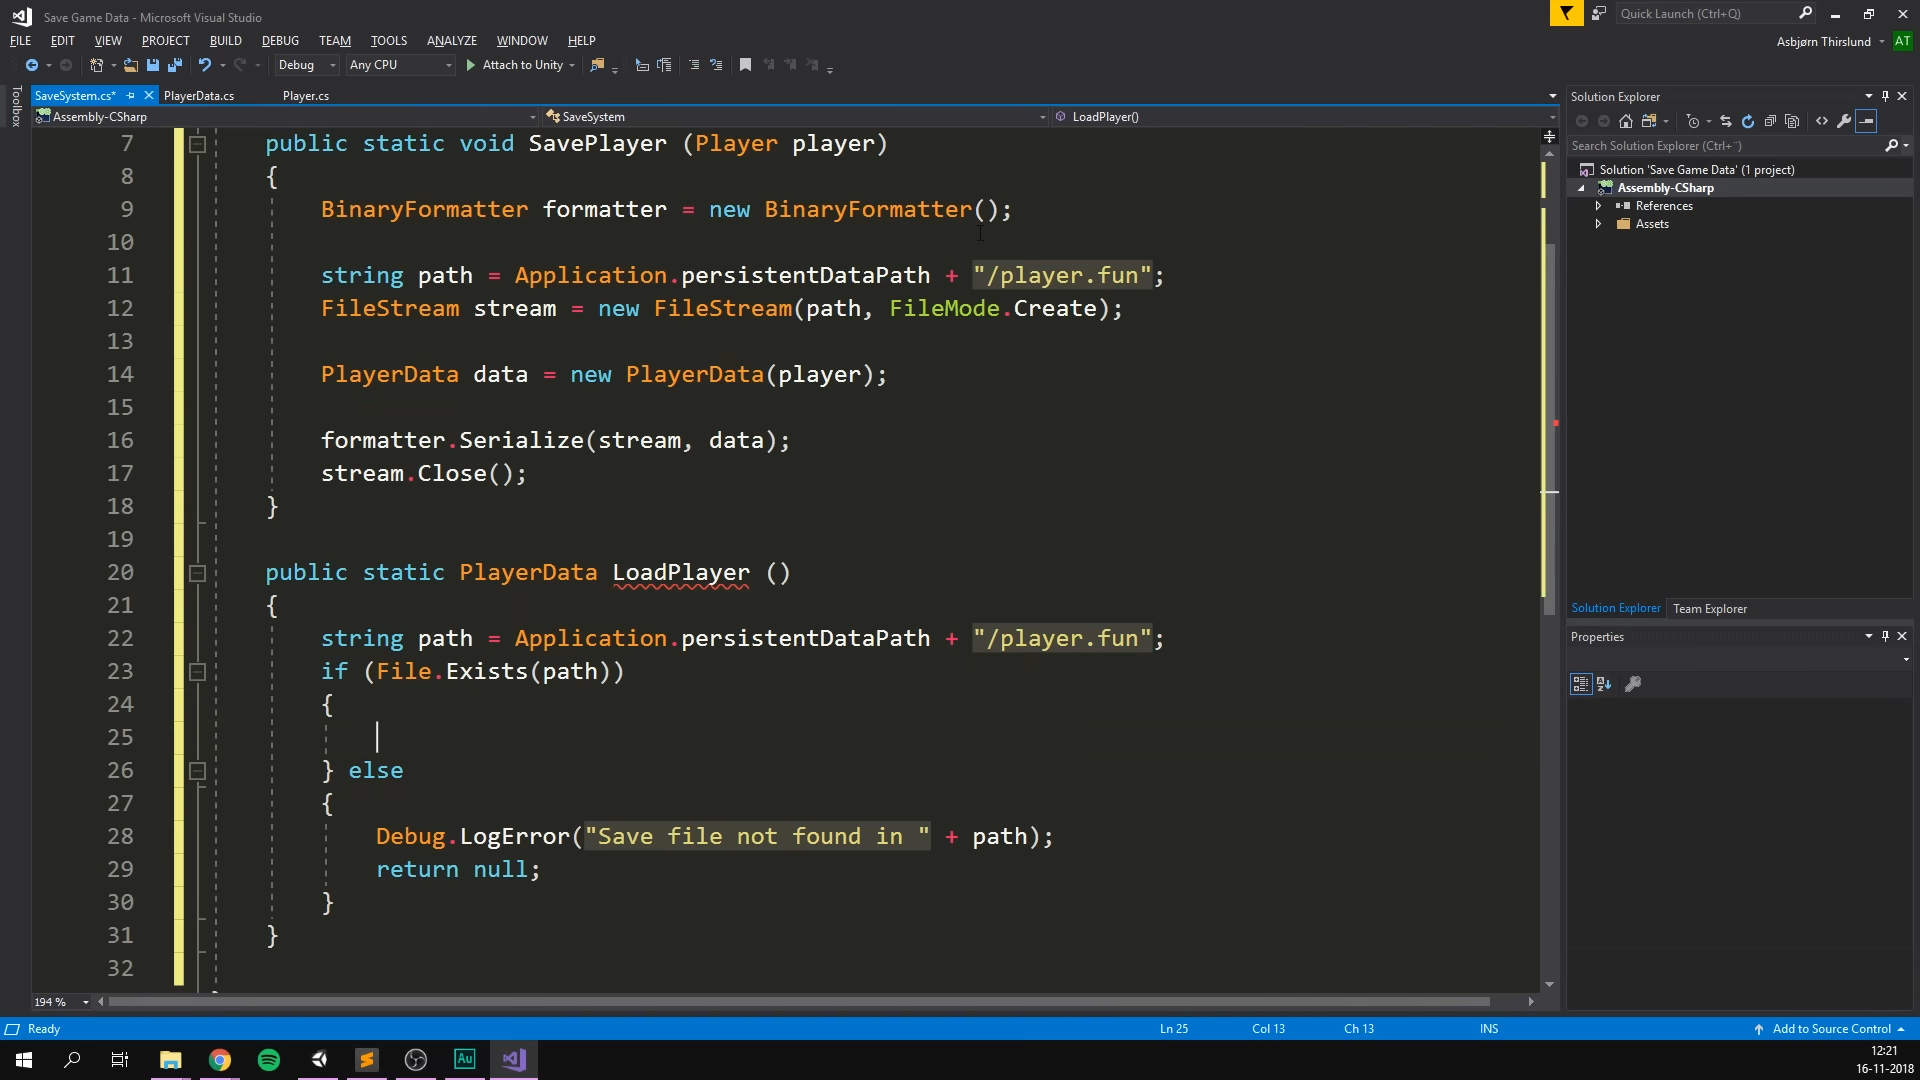 Save Game Data - Microsoft Visual Studio
Quick Launch (Ctrl+Q)
FILE EDIT VIEW PROJECT BUILD DEBUG TEAM TOOLS ANALYZE WINDOW HELP
Asbjørn Thirslund AT
Debug Any CPU Attach to Unity
Toolbox
SaveSystem.cs* PlayerData.cs Player.cs
Assembly-CSharp SaveSystem LoadPlayer()
7 public static void SavePlayer (Player player)
8 {
9 BinaryFormatter formatter = new BinaryFormatter();
10
11 string path = Application.persistentDataPath + "/player.fun";
12 FileStream stream = new FileStream(path, FileMode.Create);
13
14 PlayerData data = new PlayerData(player);
15
16 formatter.Serialize(stream, data);
17 stream.Close();
18 }
19
20 public static PlayerData LoadPlayer ()
21 {
22 string path = Application.persistentDataPath + "/player.fun";
23 if (File.Exists(path))
24 {
25
26 } else
27 {
28 Debug.LogError("Save file not found in " + path);
29 return null;
30 }
31 }
32
194 %
Solution Explorer
Search Solution Explorer (Ctrl+¨)
Solution 'Save Game Data' (1 project)
Assembly-CSharp
References
Assets
Solution Explorer Team Explorer
Properties
Ready Ln 25 Col 13 Ch 13 INS Add to Source Control
Au
12:21
16-11-2018